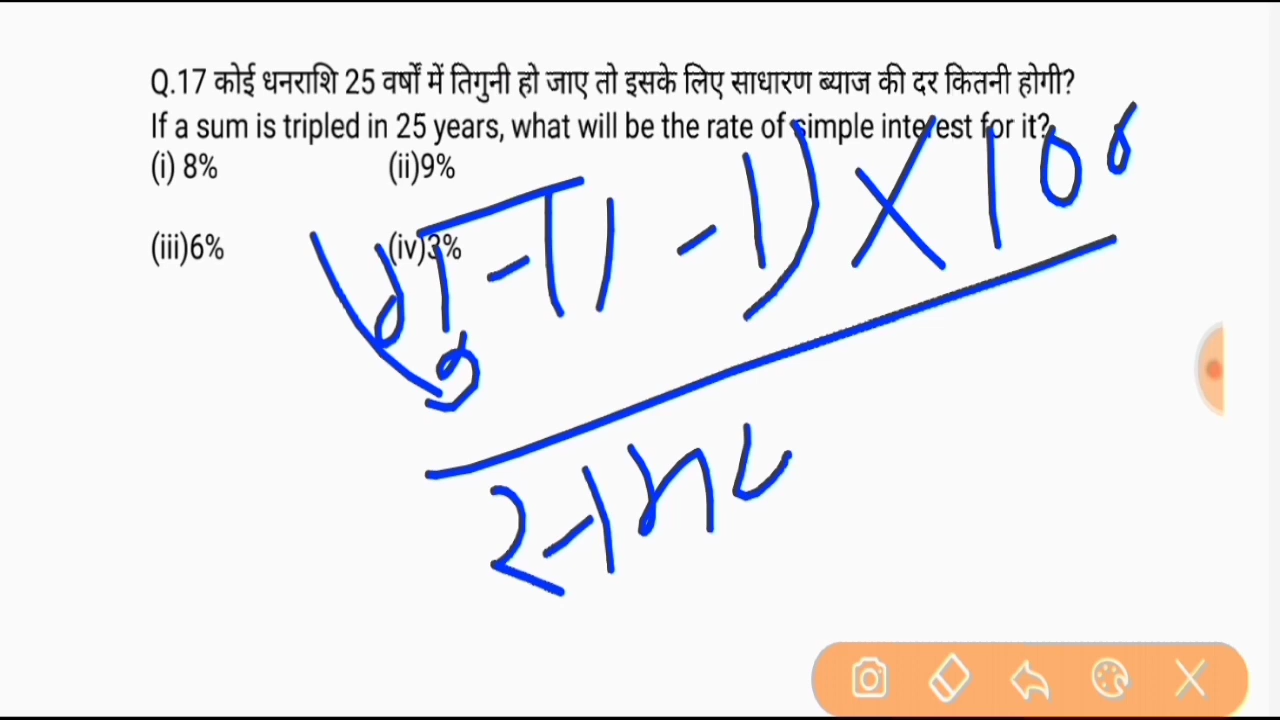 Q.17 कोई धनराशि 25 वर्षों में तिगुनी हो जाए तो इसके लिए साधारण ब्याज की दर कितनी होगी?
If a sum is tripled in 25 years, what will be the rate of simple interest for it?
(i) 8% (ii)9%
(iii)6% (iv)3%
(गुना - 1) × 100
समय